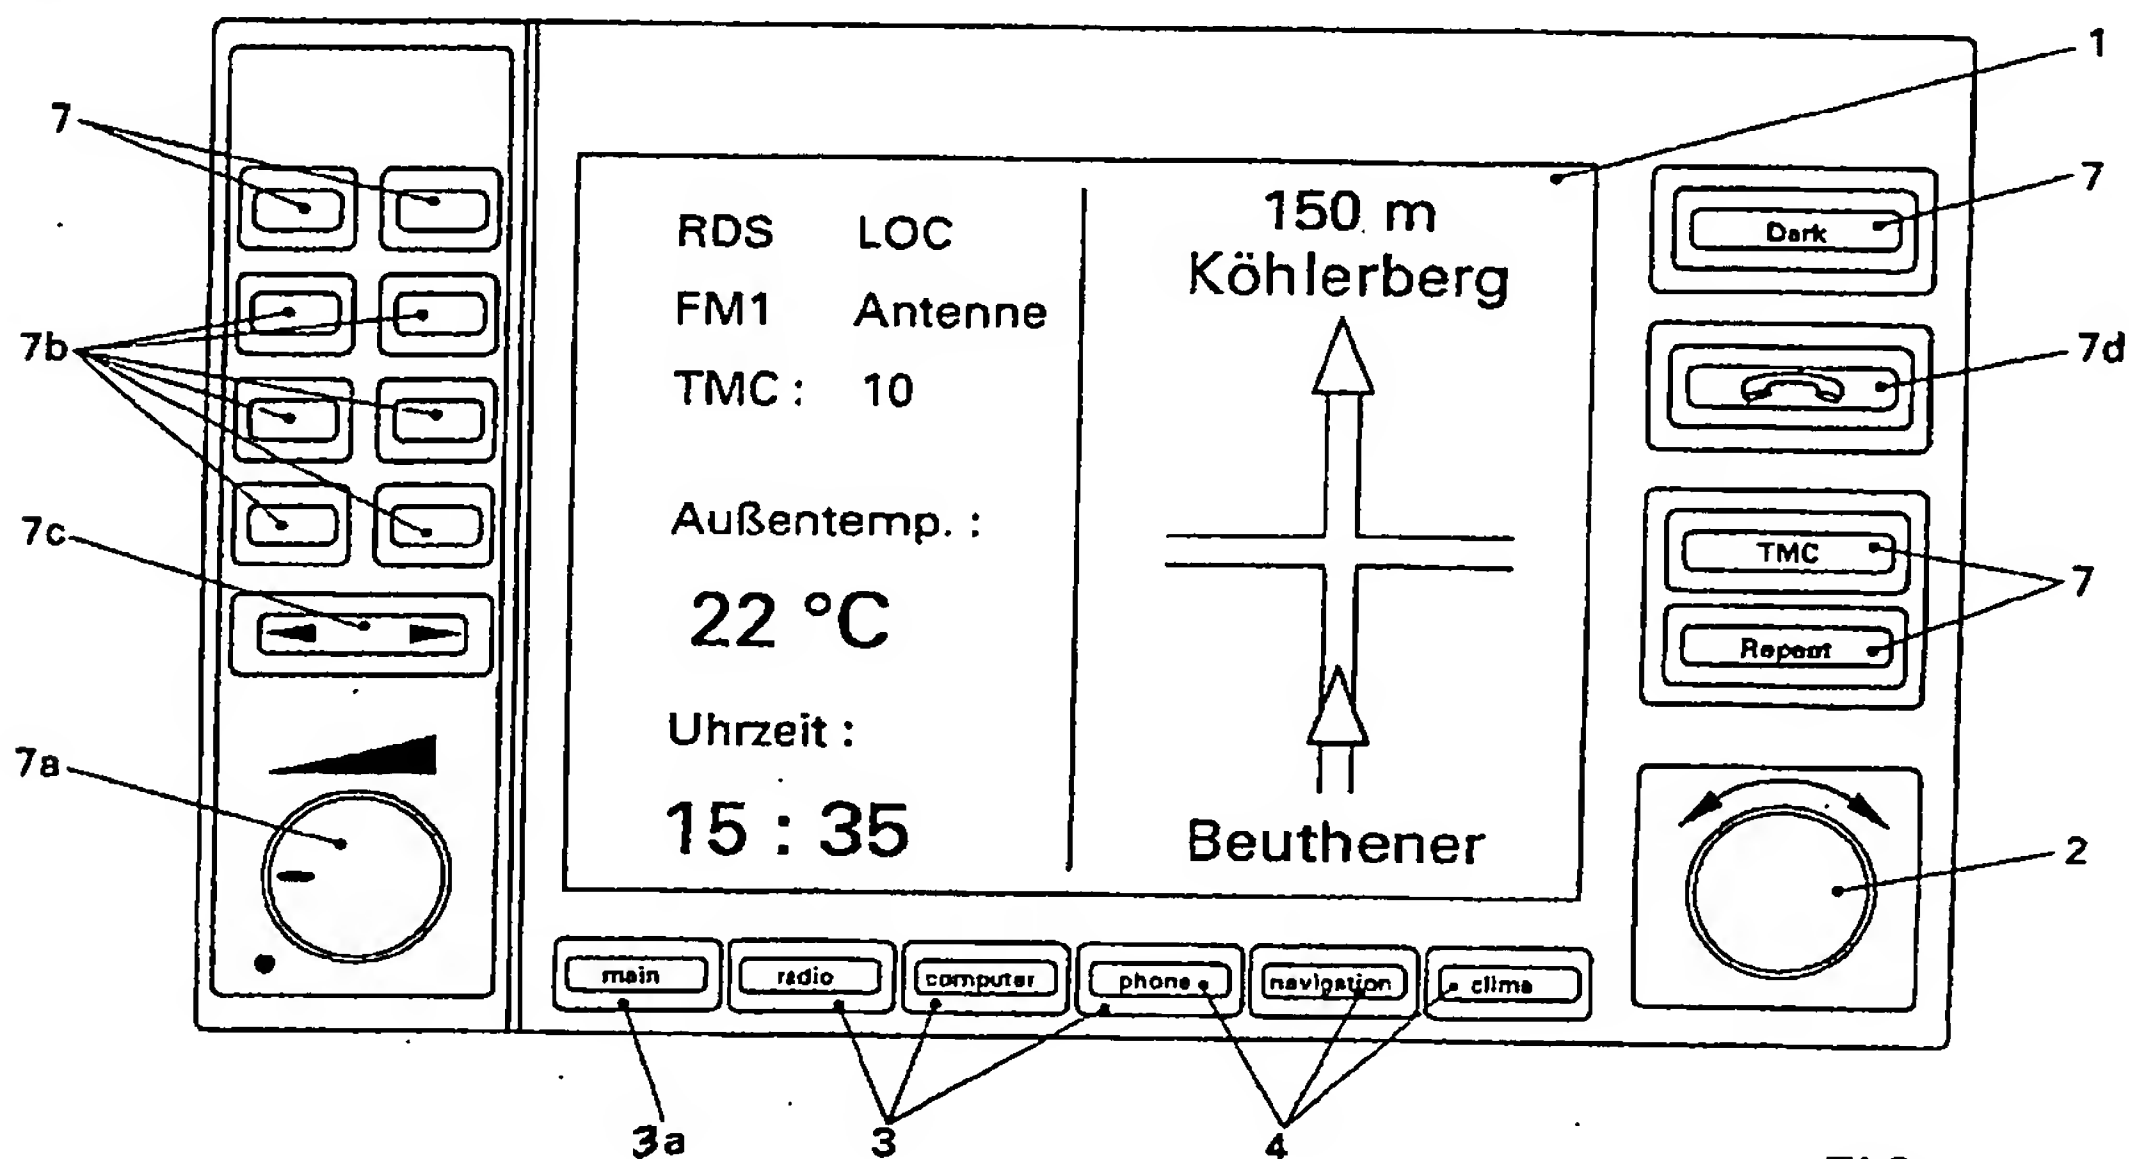 1
7
7
7b
7c
7a
RDS LOC
FM1 Antenne
TMC : 10
Außentemp. :
22 °C
Uhrzeit :
15 : 35
150 m
Köhlerberg
Beuthener
Dark
7d
TMC
Repeat
7
2
main
radio
computer
phone
navigation
clima
3a
3
4